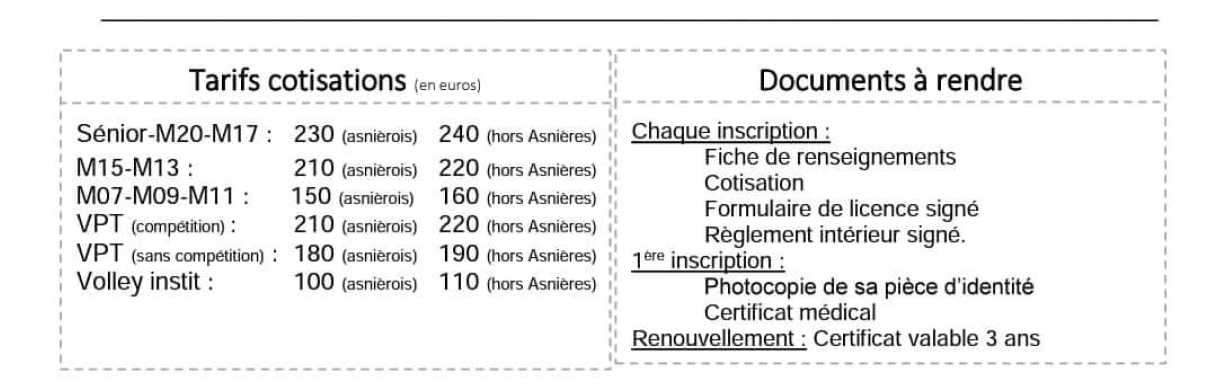 Tarifs cotisations (en euros)
Sénior-M20-M17 : 230 (asnièrois) 240 (hors Asnières)
M15-M13 : 210 (asnièrois) 220 (hors Asnières)
M07-M09-M11 : 150 (asnièrois) 160 (hors Asnières)
VPT (compétition) : 210 (asnièrois) 220 (hors Asnières)
VPT (sans compétition) : 180 (asnièrois) 190 (hors Asnières)
Volley instit : 100 (asnièrois) 110 (hors Asnières)
Documents à rendre
Chaque inscription :
Fiche de renseignements
Cotisation
Formulaire de licence signé
Règlement intérieur signé.
1ère inscription :
Photocopie de sa pièce d'identité
Certificat médical
Renouvellement : Certificat valable 3 ans